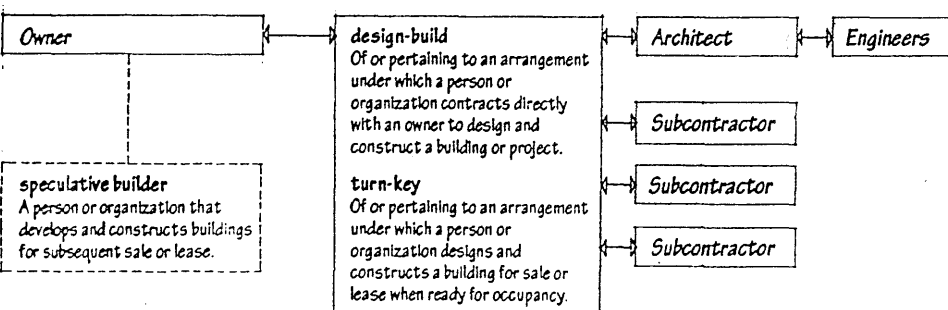 Owner
design-build
Of or pertaining to an arrangement
under which a person or
organization contracts directly
with an owner to design and
construct a building or project.
Architect
Engineers
Subcontractor
speculative builder
A person or organization that
develops and constructs buildings
for subsequent sale or lease.
turn-key
Of or pertaining to an arrangement
under which a person or
organization designs and
constructs a building for sale or
lease when ready for occupancy.
Subcontractor
Subcontractor